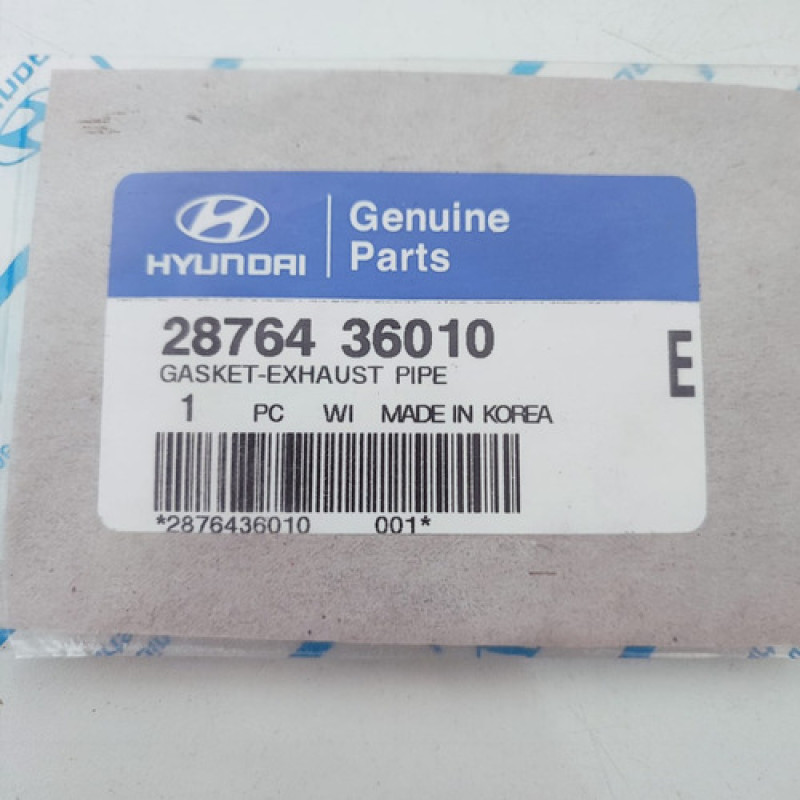 HYUNDAI
Genuine
Parts
28764 36010
E
GASKET-EXHAUST PIPE
1 PC WI MADE IN KOREA
*2876436010 001*